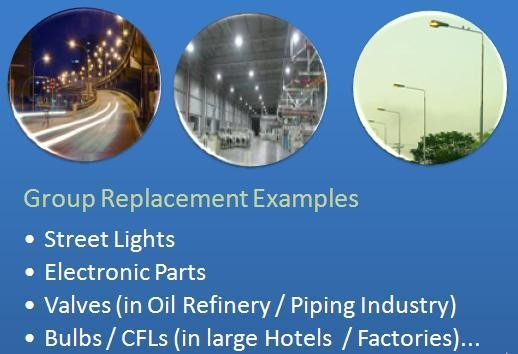 Group Replacement Examples
• Street Lights
• Electronic Parts
• Valves (in Oil Refinery / Piping Industry)
• Bulbs / CFLs (in large Hotels / Factories)...